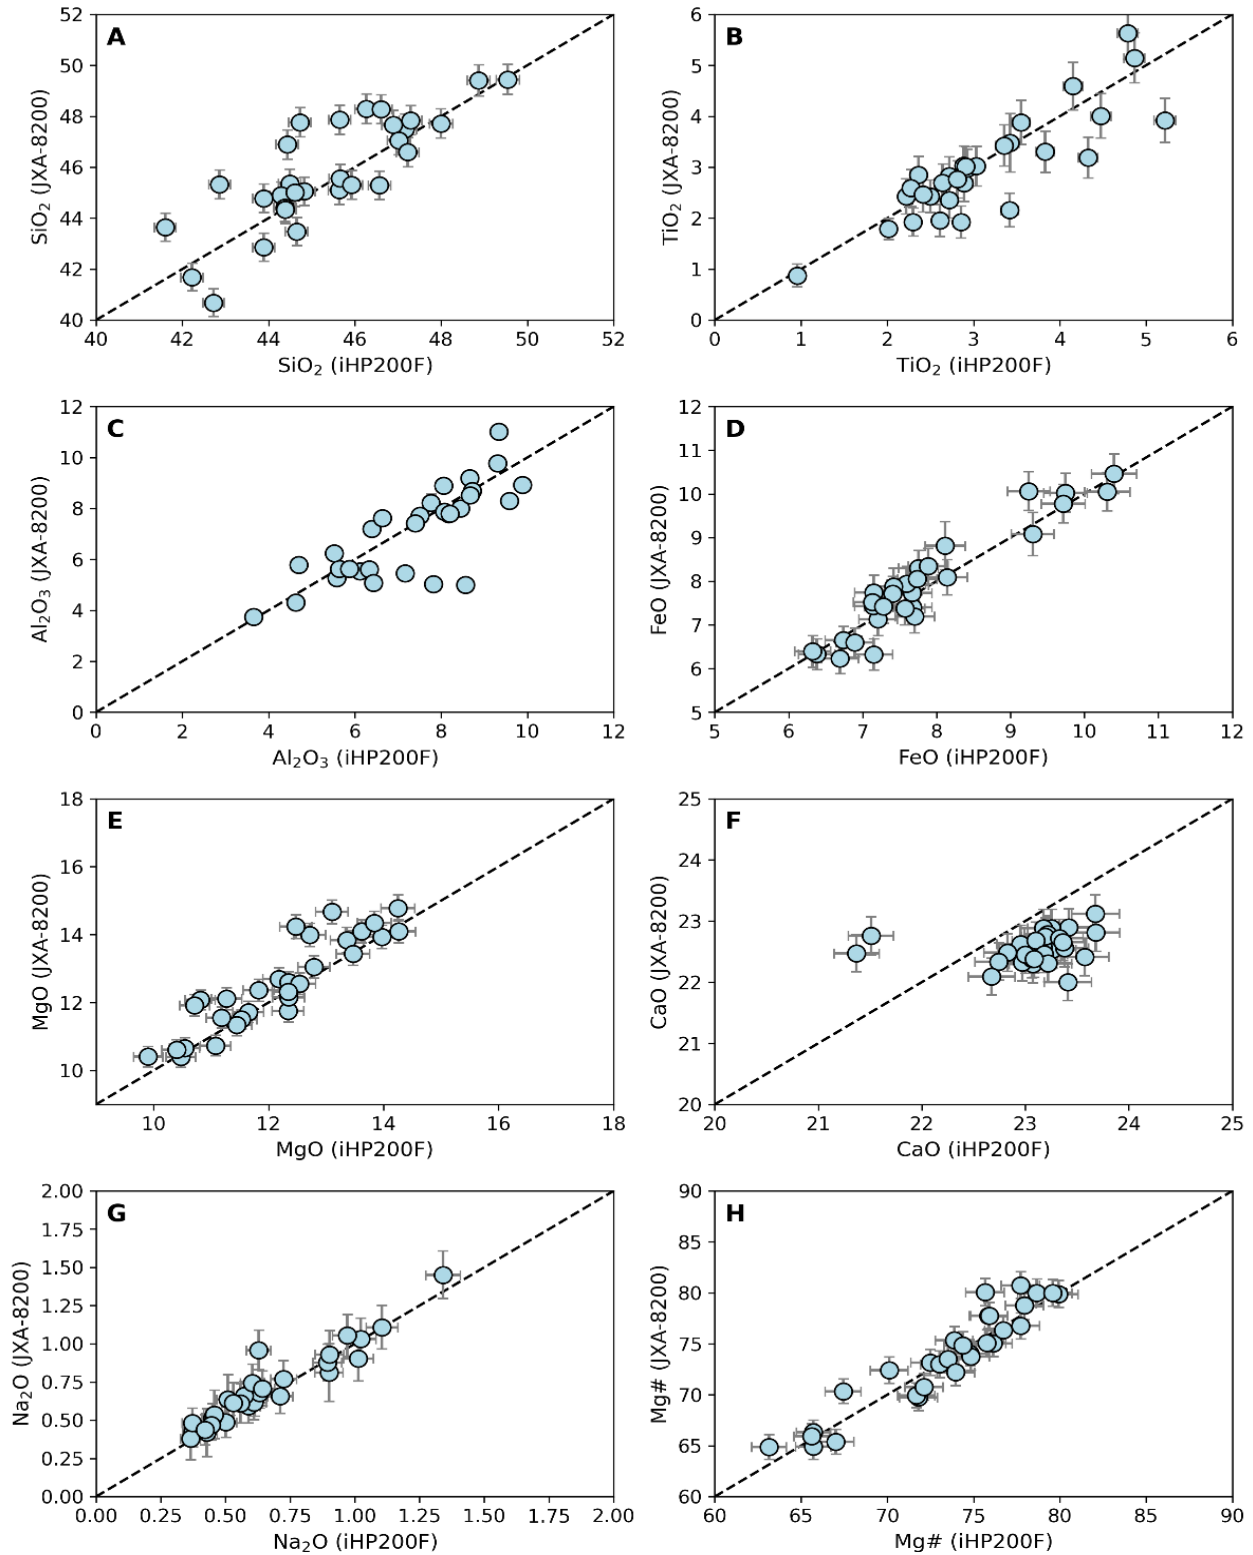 A
52
50
48
46
44
42
40
SiO₂ (JXA-8200)
40 42 44 46 48 50 52
SiO₂ (iHP200F)
B
6
5
4
3
2
1
0
TiO₂ (JXA-8200)
0 1 2 3 4 5 6
TiO₂ (iHP200F)
C
12
10
8
6
4
2
0
Al₂O₃ (JXA-8200)
0 2 4 6 8 10 12
Al₂O₃ (iHP200F)
D
12
11
10
9
8
7
6
5
FeO (JXA-8200)
5 6 7 8 9 10 11 12
FeO (iHP200F)
E
18
16
14
12
10
MgO (JXA-8200)
10 12 14 16 18
MgO (iHP200F)
F
25
24
23
22
21
20
CaO (JXA-8200)
20 21 22 23 24 25
CaO (iHP200F)
G
2.00
1.75
1.50
1.25
1.00
0.75
0.50
0.25
0.00
Na₂O (JXA-8200)
0.00 0.25 0.50 0.75 1.00 1.25 1.50 1.75 2.00
Na₂O (iHP200F)
H
90
85
80
75
70
65
60
Mg# (JXA-8200)
60 65 70 75 80 85 90
Mg# (iHP200F)